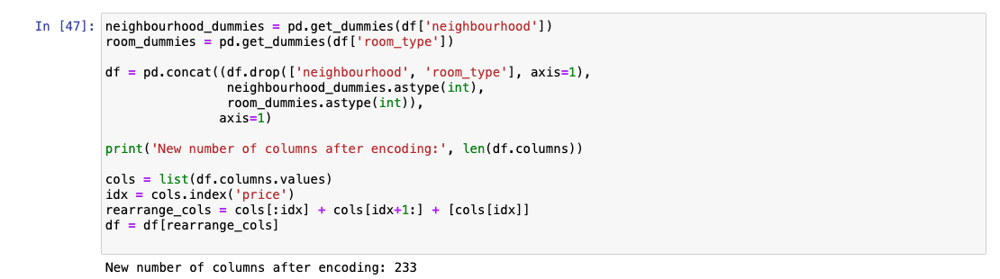 In [47]: neighbourhood_dummies = pd.get_dummies(df['neighbourhood'])
room_dummies = pd.get_dummies(df['room_type'])
df = pd.concat((df.drop(['neighbourhood', 'room_type'], axis=1),
neighbourhood_dummies.astype(int),
room_dummies.astype(int)),
axis=1)
print('New number of columns after encoding:', len(df.columns))
cols = list(df.columns.values)
idx = cols.index('price')
rearrange_cols = cols[:idx] + cols[idx+1:] + [cols[idx]]
df = df[rearrange_cols]
New number of columns after encoding: 233